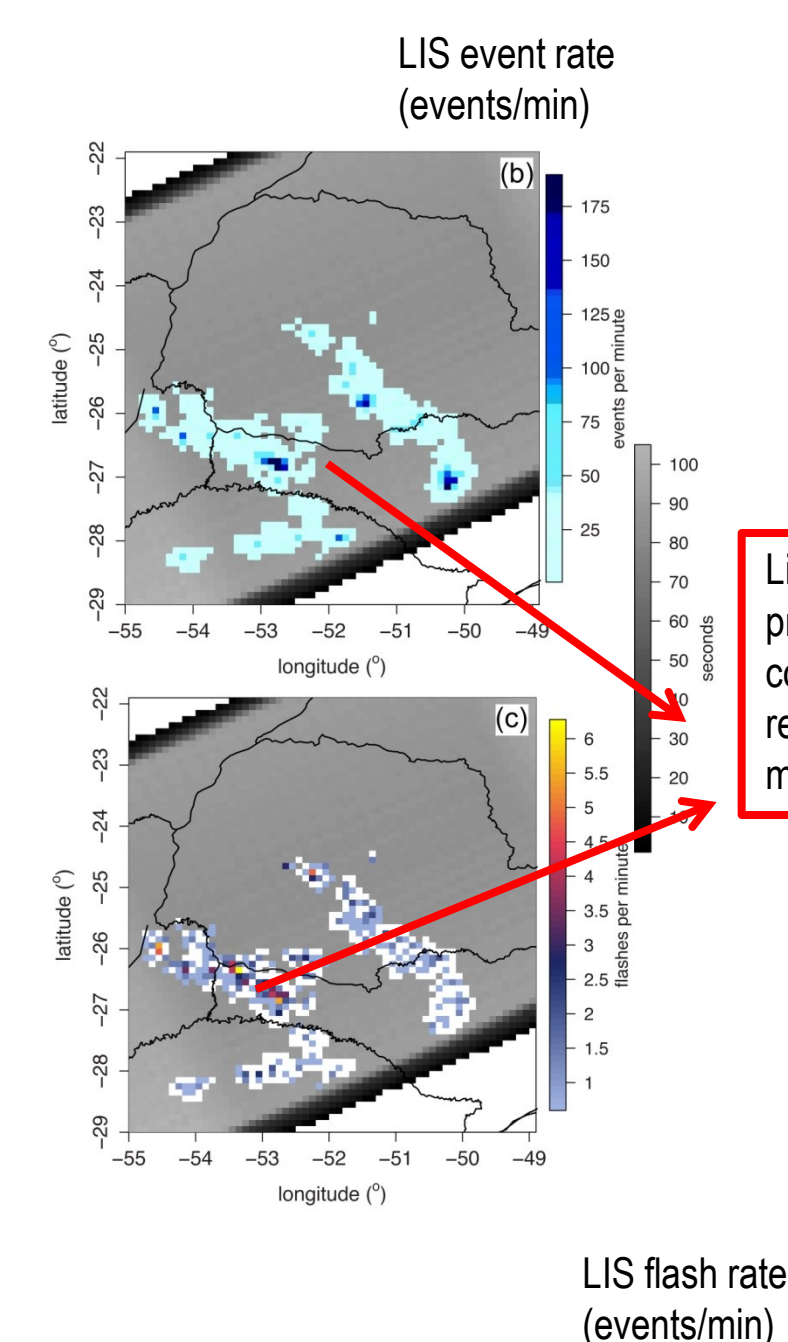 LIS event rate
(events/min)
(b)
−22
−23
−24
−25
−26
−27
−28
−29
latitude (o)
−55 −54 −53 −52 −51 −50 −49
longitude (o)
175
150
125
100
75
50
25
events per minute
100
90
80
70
60
50
40
30
20
10
seconds
(c)
−22
−23
−24
−25
−26
−27
−28
−29
latitude (o)
−55 −54 −53 −52 −51 −50 −49
longitude (o)
6
5.5
5
4.5
4
3.5
3
2.5
2
1.5
1
flashes per minute
LIS flash rate
(events/min)